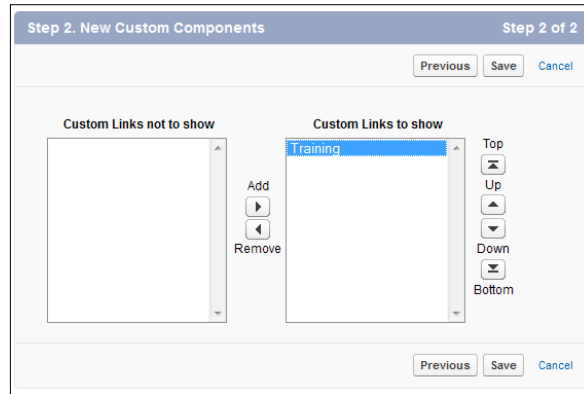 Step 2. New Custom Components Step 2 of 2
Previous Save Cancel
Custom Links not to show Custom Links to show
Training
Top
Add
Up
Remove
Down
Bottom
Previous Save Cancel